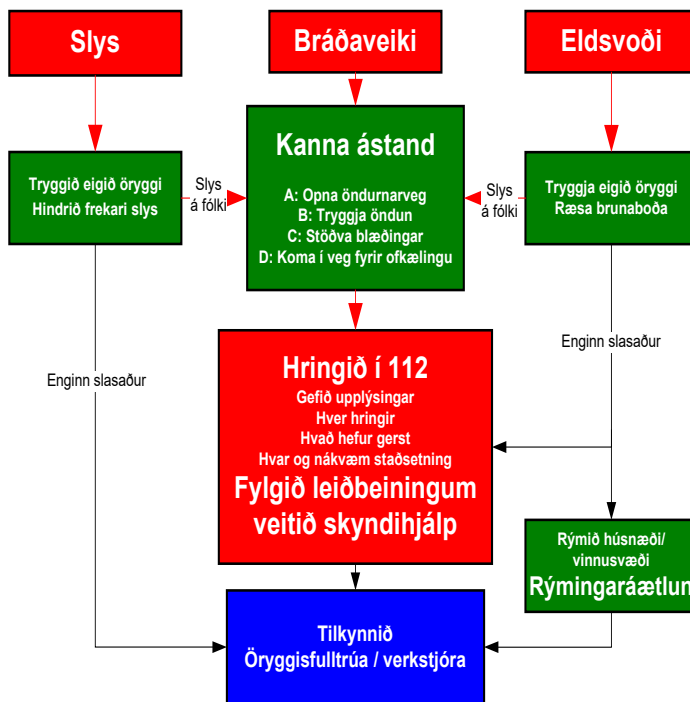 Slys
Bráðaveiki
Eldsvoði
Kanna ástand
A: Opna öndurnarveg
B: Tryggja öndun
C: Stöðva blæðingar
D: Koma í veg fyrir ofkælingu
Tryggið eigið öryggi
Hindrið frekari slys
Slys
á fólki
Slys
á fólki
Tryggja eigið öryggi
Ræsa brunaboða
Enginn slasaður
Enginn slasaður
Hringið í 112
Gefið upplýsingar
Hver hringir
Hvað hefur gerst
Hvar og nákvæm staðsetning
Fylgið leiðbeiningum
veitið skyndihjálp
Rýmið húsnæði/
vinnusvæði
Rýmingaráætlun
Tilkynnið
Öryggisfulltrúa / verkstjóra